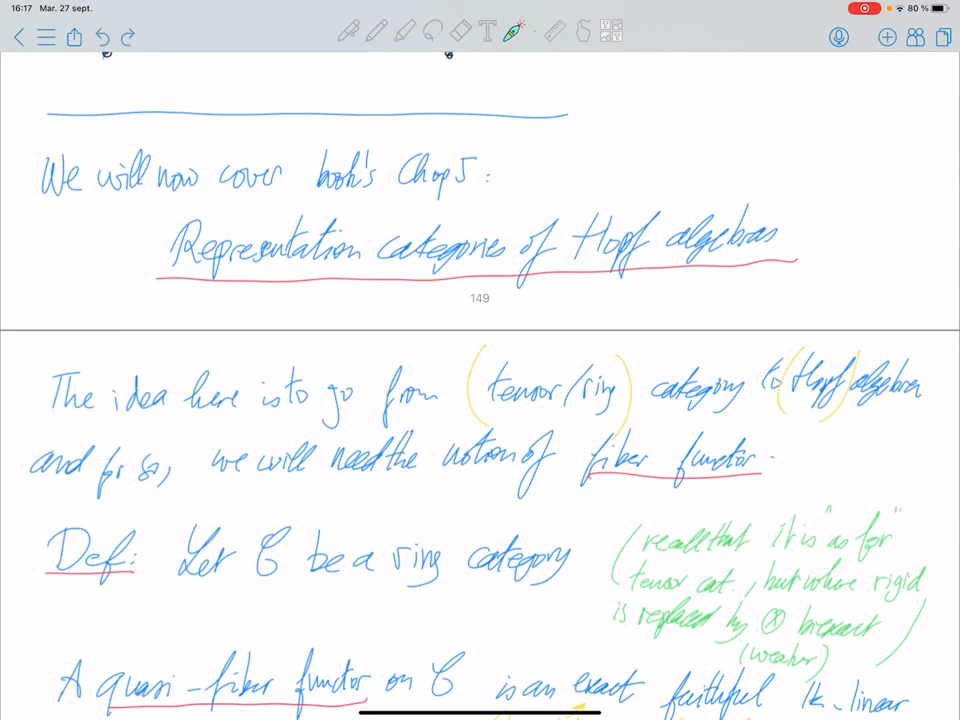 16:17 Mar. 27 sept.
80 %
We will now cover book's Chap 5:
Representation categories of Hopf algebras
149
The idea here is to go from (tensor/ring) category to (Hopf) algebra
and for so, we will need the notion of fiber functor.
Def: Let C be a ring category
(recall that it is "as for"
tensor cat., but where rigid
is replaced by ⊗ biexact
(weaker))
A quasi-fiber functor on C is an exact faithful lk-linear